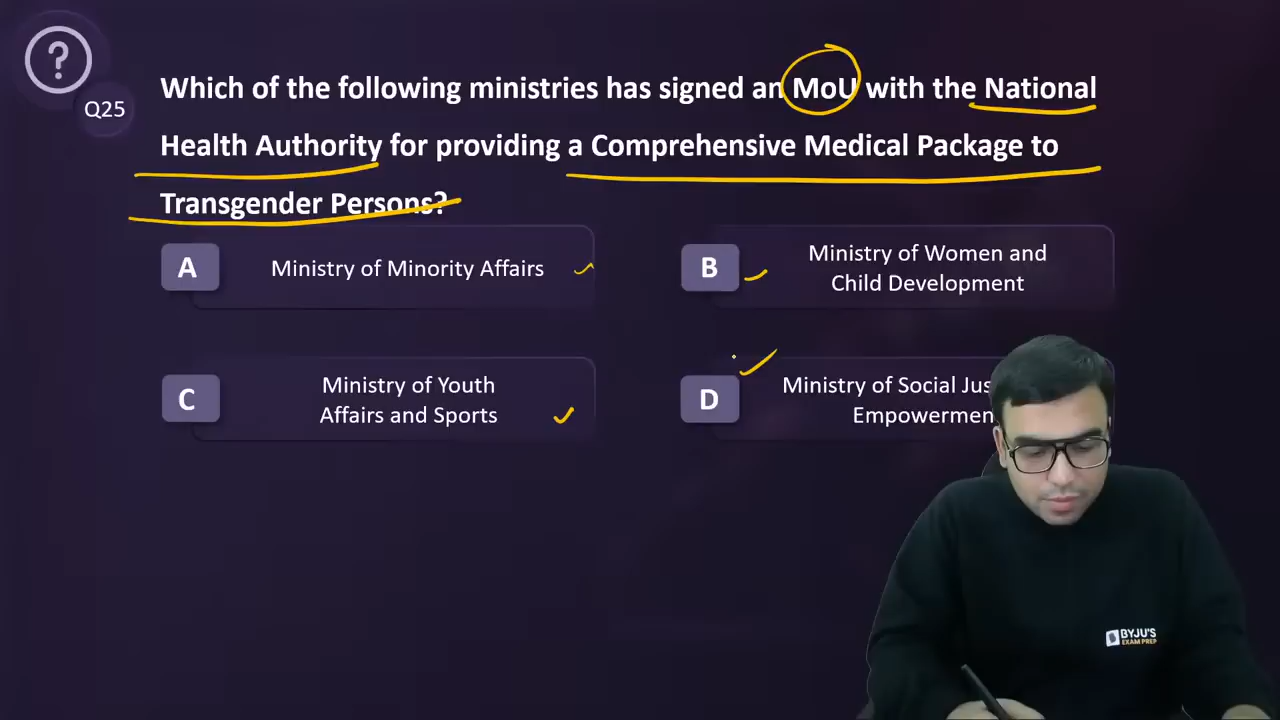 ?
Q25
Which of the following ministries has signed an MoU with the National
Health Authority for providing a Comprehensive Medical Package to
Transgender Persons?
A
Ministry of Minority Affairs
B
Ministry of Women and
Child Development
C
Ministry of Youth
Affairs and Sports
D
Ministry of Social
BYJU'S
EXAM PREP